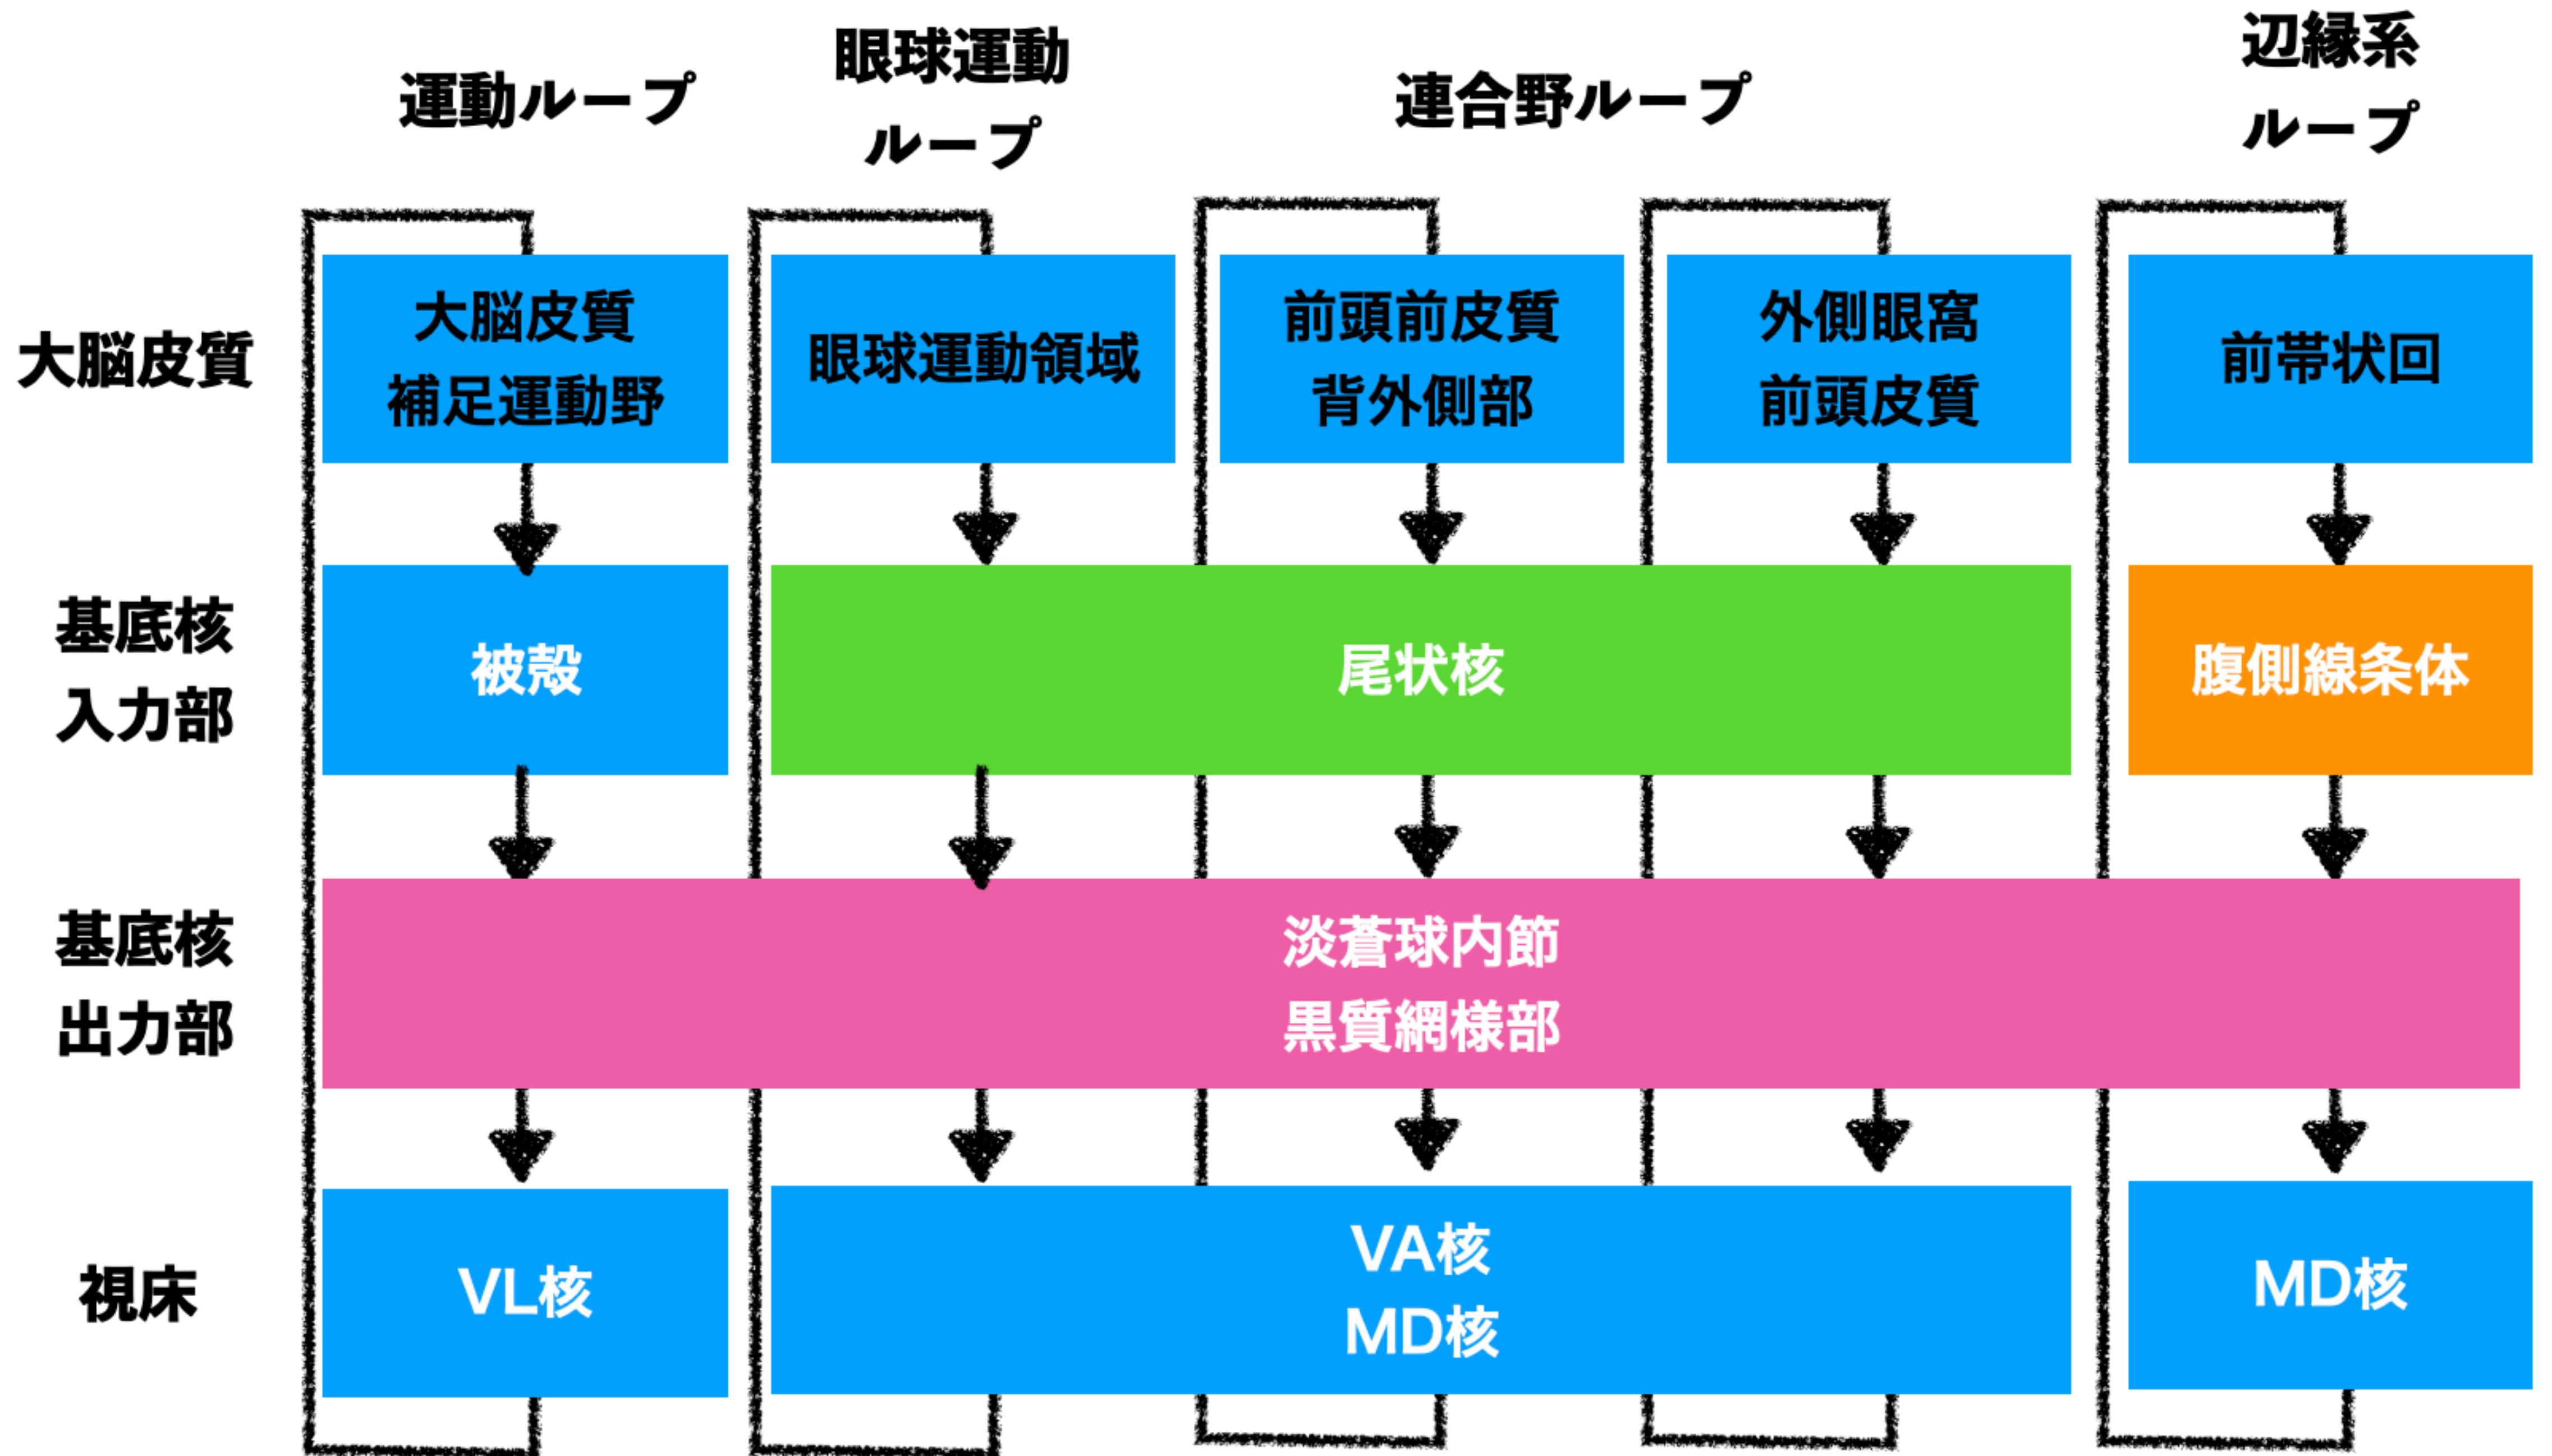 運動ループ
眼球運動
ループ
連合野ループ
辺縁系
ループ
大脳皮質
大脳皮質
補足運動野
眼球運動領域
前頭前皮質
背外側部
外側眼窩
前頭皮質
前帯状回
基底核
入力部
被殻
尾状核
腹側線条体
基底核
出力部
淡蒼球内節
黒質網様部
視床
VL核
VA核
MD核
MD核